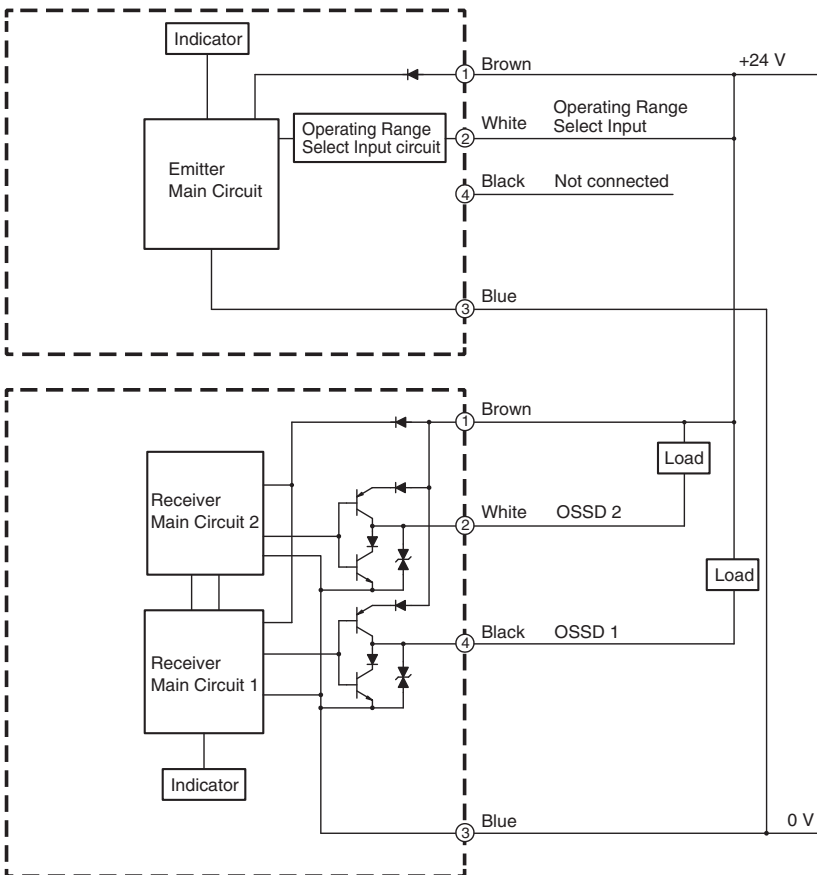 Indicator
1
Brown
+24 V
Operating Range
Select Input circuit
2
White
Operating Range
Select Input
Emitter
Main Circuit
4
Black
Not connected
3
Blue
1
Brown
Load
Receiver
Main Circuit 2
2
White
OSSD 2
Load
4
Black
OSSD 1
Receiver
Main Circuit 1
Indicator
3
Blue
0 V